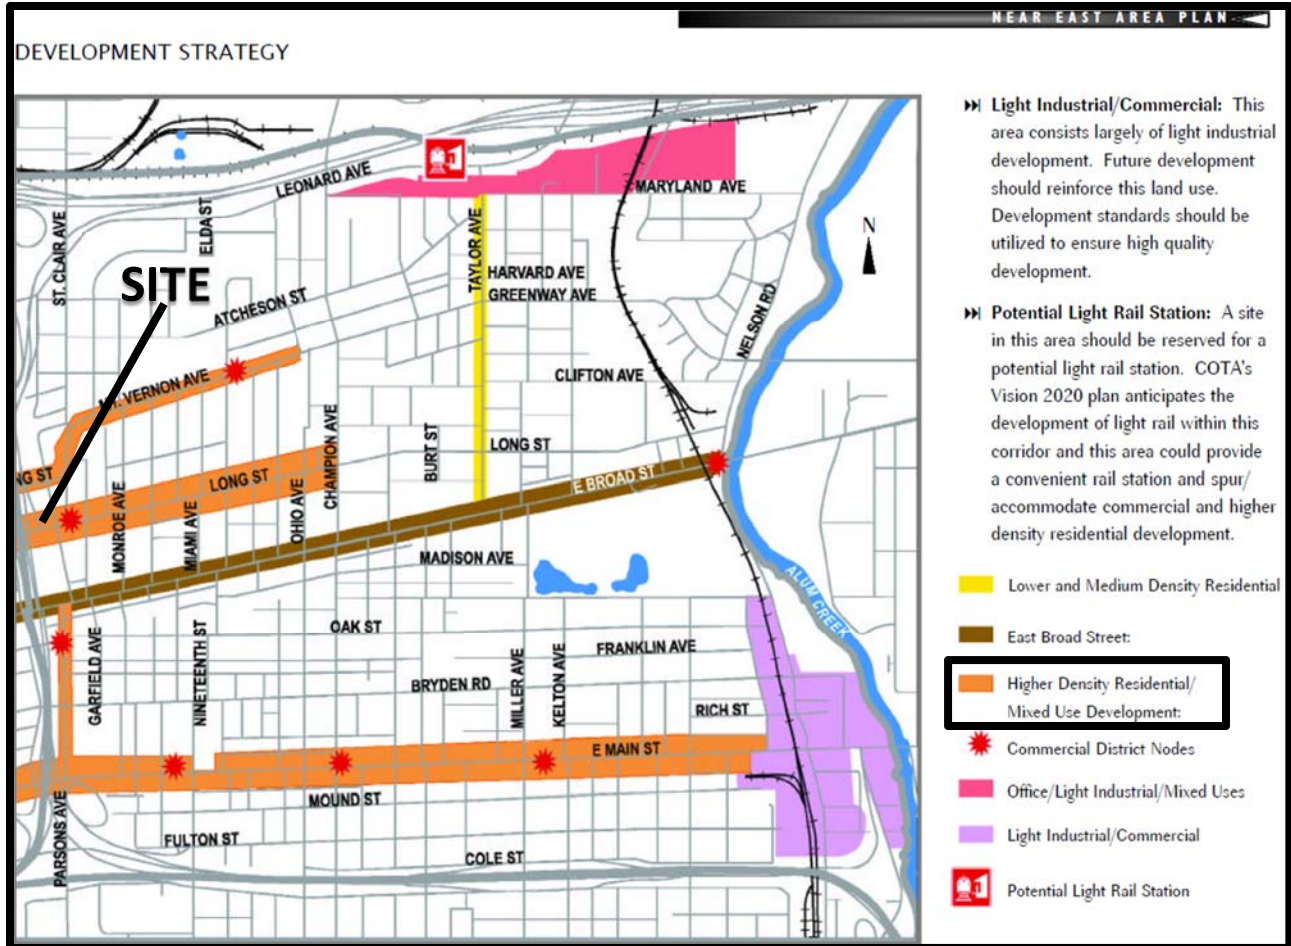 NEAR EAST AREA PLAN
DEVELOPMENT STRATEGY
LEONARD AVE
MARYLAND AVE
ST. CLAIR AVE
ELDA ST
TAYLOR AVE
N
SITE
HARVARD AVE
GREENWAY AVE
ATCHESON ST
NELSON RD
MT. VERNON AVE
CLIFTON AVE
CHAMPION AVE
BURT ST
LONG ST
NG ST
LONG ST
E BROAD ST
MONROE AVE
MIAMI AVE
OHIO AVE
MADISON AVE
ALUM CREEK
OAK ST
GARFIELD AVE
NINETEENTH ST
FRANKLIN AVE
BRYDEN RD
MILLER AVE
KELTON AVE
RICH ST
E MAIN ST
MOUND ST
PARSONS AVE
FULTON ST
COLE ST
Light Industrial/Commercial: This
area consists largely of light industrial
development. Future development
should reinforce this land use.
Development standards should be
utilized to ensure high quality
development.
Potential Light Rail Station: A site
in this area should be reserved for a
potential light rail station. COTA's
Vision 2020 plan anticipates the
development of light rail within this
corridor and this area could provide
a convenient rail station and spur/
accommodate commercial and higher
density residential development.
Lower and Medium Density Residential
East Broad Street:
Higher Density Residential/
Mixed Use Development:
Commercial District Nodes
Office/Light Industrial/Mixed Uses
Light Industrial/Commercial
Potential Light Rail Station